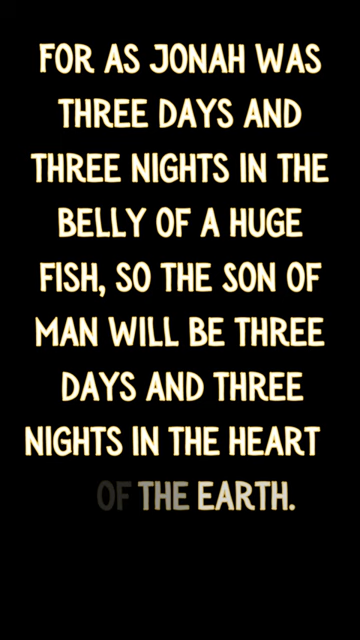 FOR AS JONAH WAS
THREE DAYS AND
THREE NIGHTS IN THE
BELLY OF A HUGE
FISH, SO THE SON OF
MAN WILL BE THREE
DAYS AND THREE
NIGHTS IN THE HEART
OF THE EARTH.